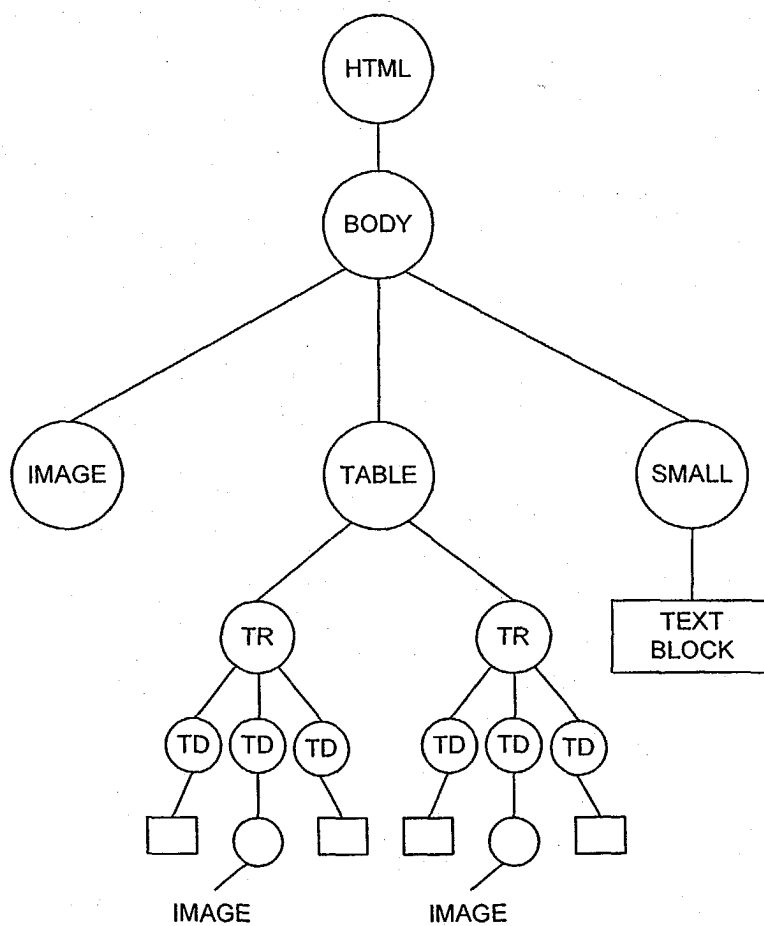 HTML
BODY
IMAGE
TABLE
SMALL
TR
TR
TEXT
BLOCK
TD
TD
TD
TD
TD
TD
IMAGE
IMAGE